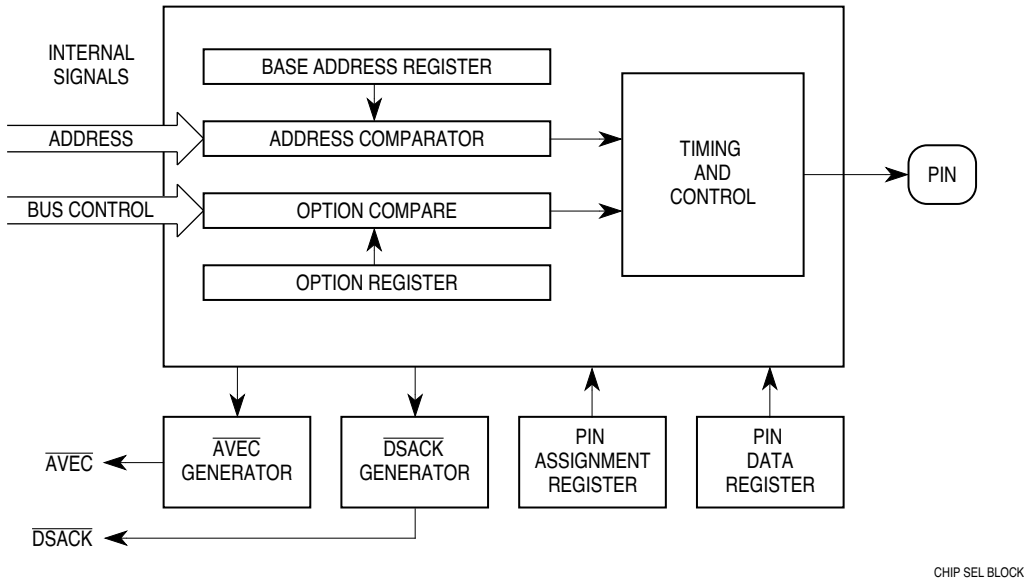 INTERNAL
SIGNALS
BASE ADDRESS REGISTER
ADDRESS
ADDRESS COMPARATOR
BUS CONTROL
OPTION COMPARE
OPTION REGISTER
TIMING
AND
CONTROL
PIN
AVEC
GENERATOR
DSACK
GENERATOR
PIN
ASSIGNMENT
REGISTER
PIN
DATA
REGISTER
AVEC
DSACK
CHIP SEL BLOCK